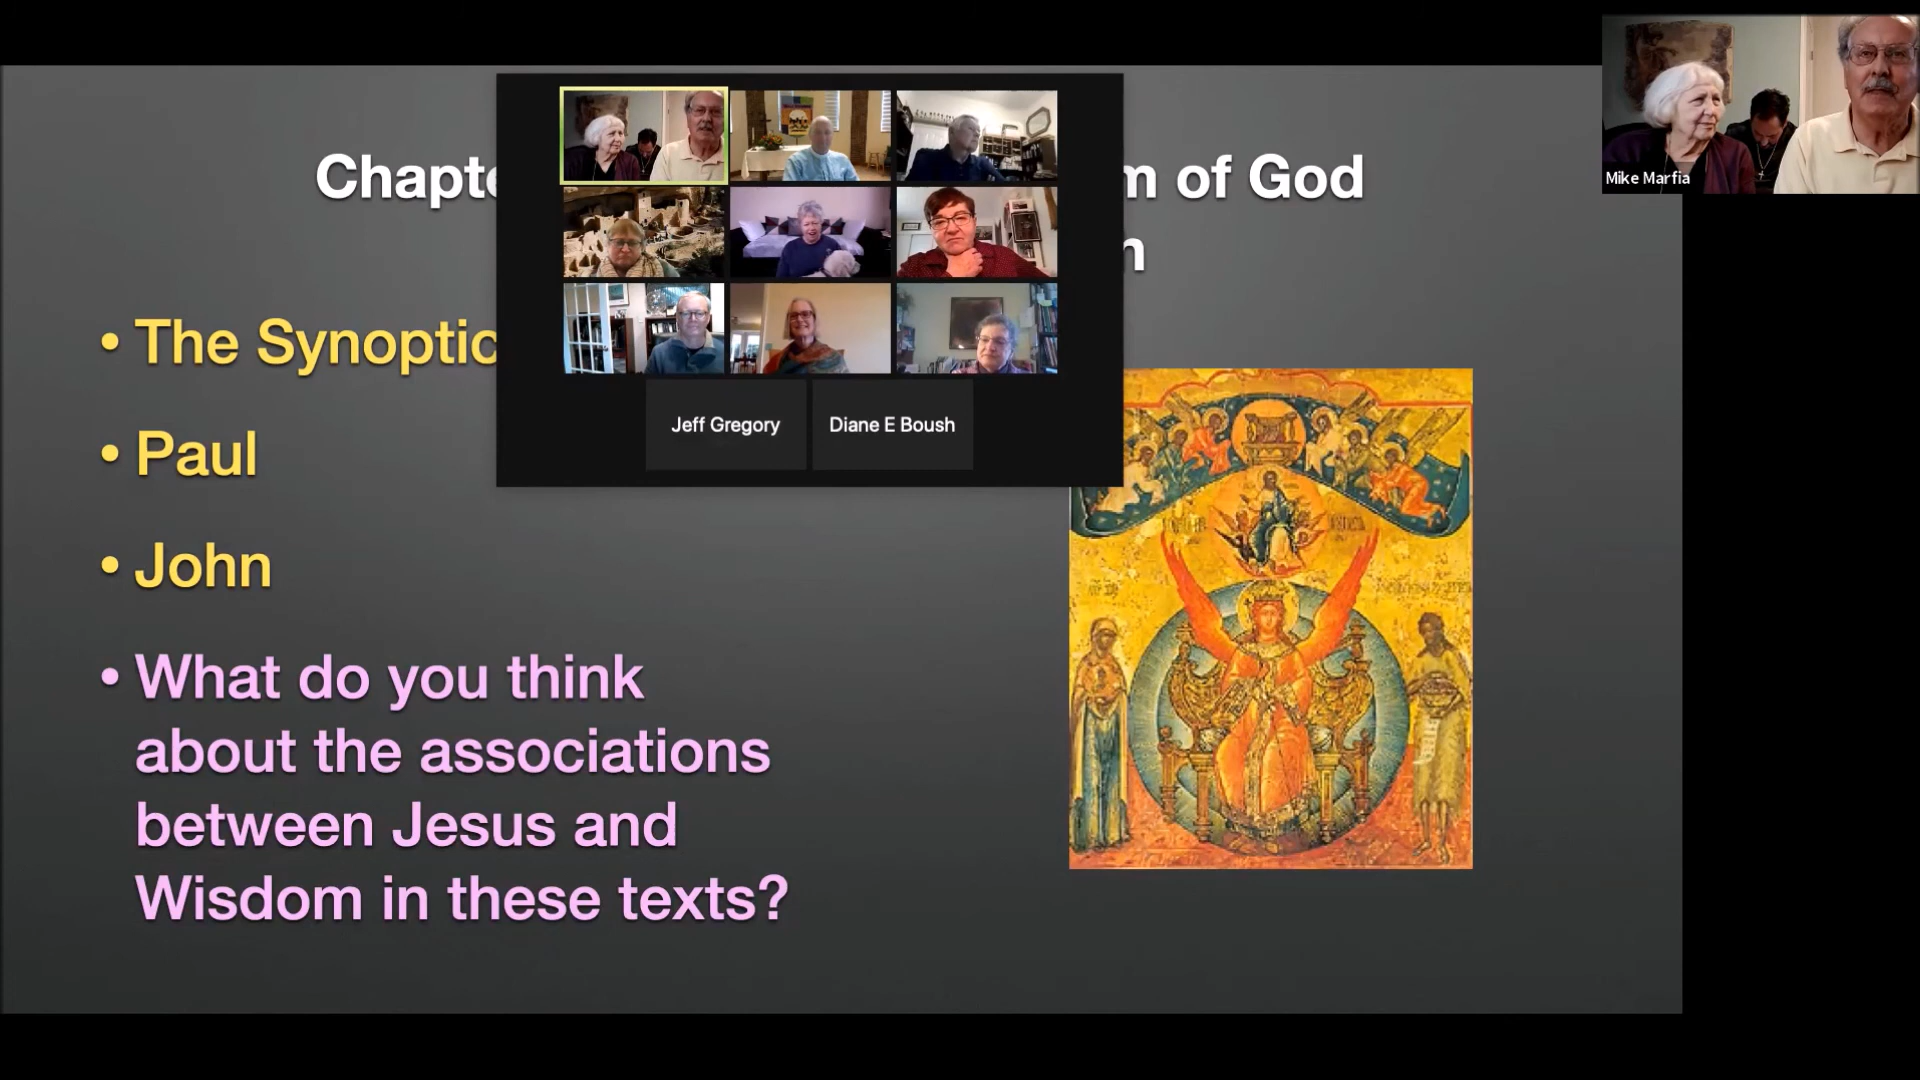 Chapte
m of God
n
• The Synoptic
• Paul
• John
• What do you think
about the associations
between Jesus and
Wisdom in these texts?
Jeff Gregory
Diane E Boush
Mike Marfia